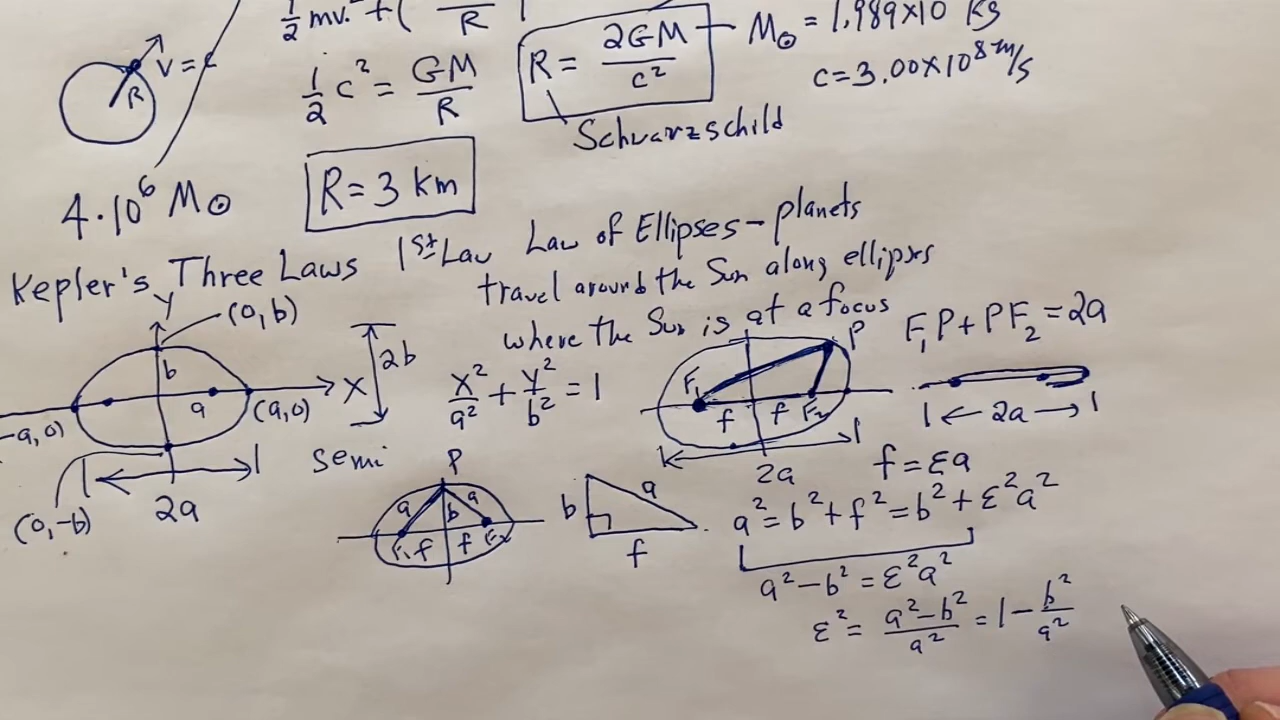 ½ mv² + (
R
R = 2GM / c²
M☉ = 1.989×10 kg
c = 3.00×10⁸ m/s
V = c
R
½ c² = GM / R
Schwarzschild
4·10⁶ M☉
R = 3 km
Kepler's Three Laws
1st Law Law of Ellipses – planets
travel around the Sun along ellipses
where the Sun is at a focus
y
(0,b)
b
a
X
(a,0)
-a,0)
(0,-b)
2a
2b
x²/a² + y²/b² = 1
semi
P
F₁
F₂
f f
2a
F₁P + PF₂ = 2a
2a
P
a b a
F₁ f f F₂
b a
f
f = εa
a² = b² + f² = b² + ε²a²
a² – b² = ε²a²
ε² = (a² – b²)/a² = 1 – b²/a²